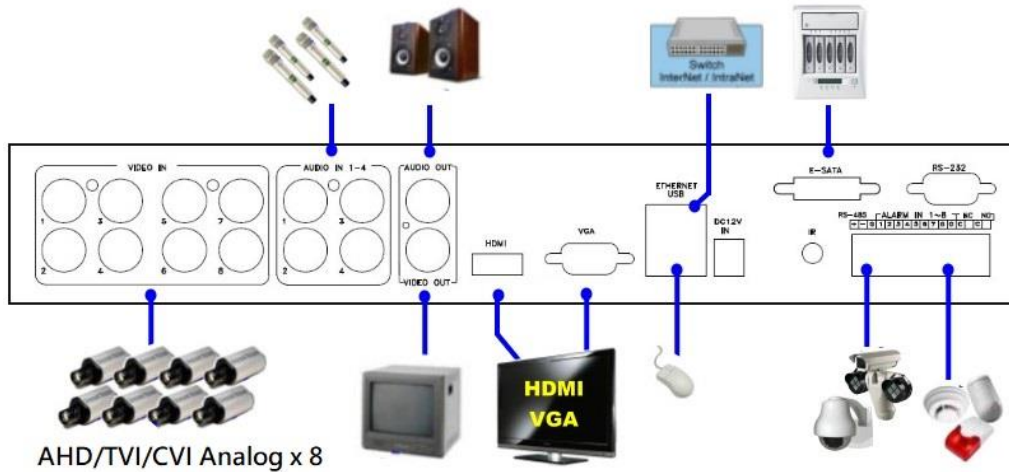 Switch
InterNet / IntraNet
VIDEO IN
AUDIO IN 1-4
AUDIO OUT
E-SATA
RS-232
ETHERNET
USB
1 3 5 7
1 3
RS-485 ALARM IN 1~8 NC NO
+ - G 1 2 3 4 5 6 7 8 G C C
DC12V
IN
HDMI
VGA
IR
2 4 6 8
2 4
VIDEO OUT
HDMI
VGA
AHD/TVI/CVI Analog x 8